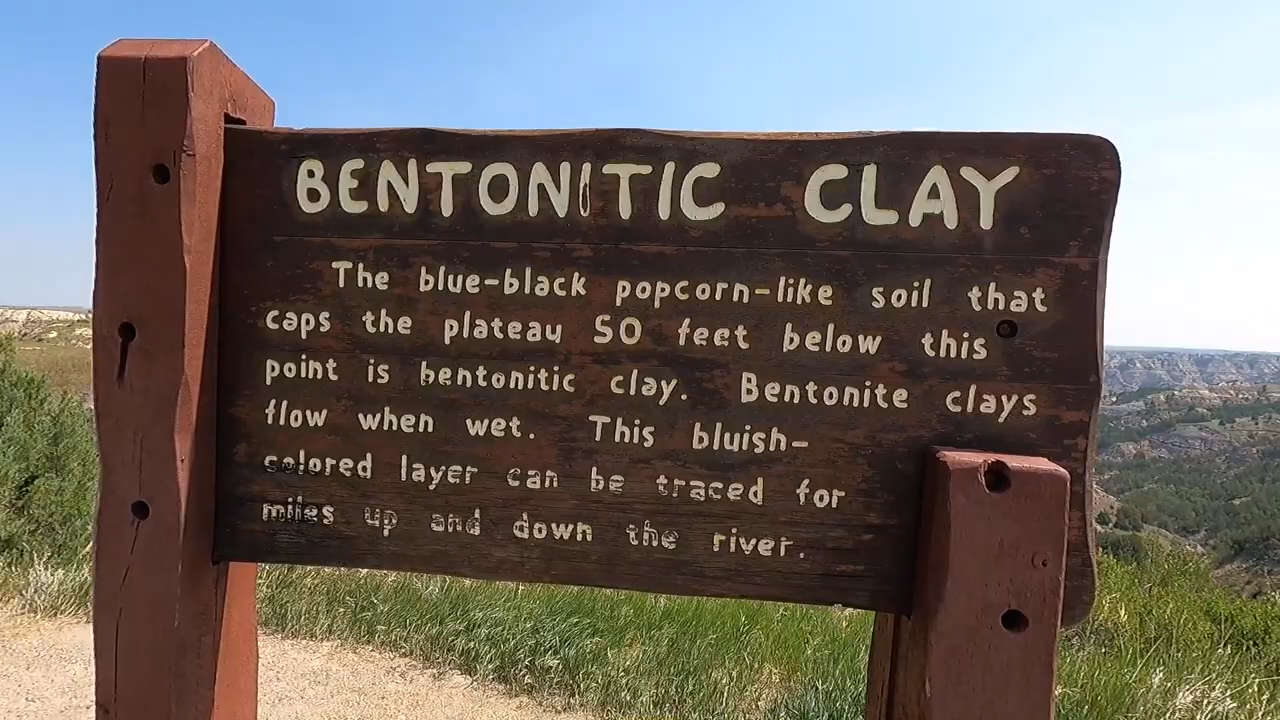 BENTONITIC CLAY
The blue-black popcorn-like soil that
caps the plateau 50 feet below this
point is bentonitic clay. Bentonite clays
flow when wet. This bluish-
colored layer can be traced for
miles up and down the river.